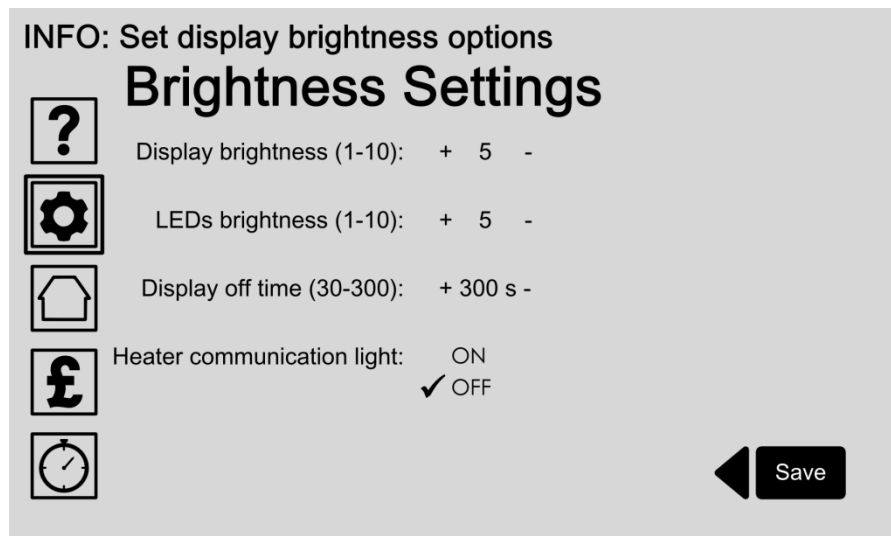 INFO: Set display brightness options
Brightness Settings
?
Display brightness (1-10): + 5 -
LEDs brightness (1-10): + 5 -
Display off time (30-300): + 300 s -
£
Heater communication light: ON
✓ OFF
Save